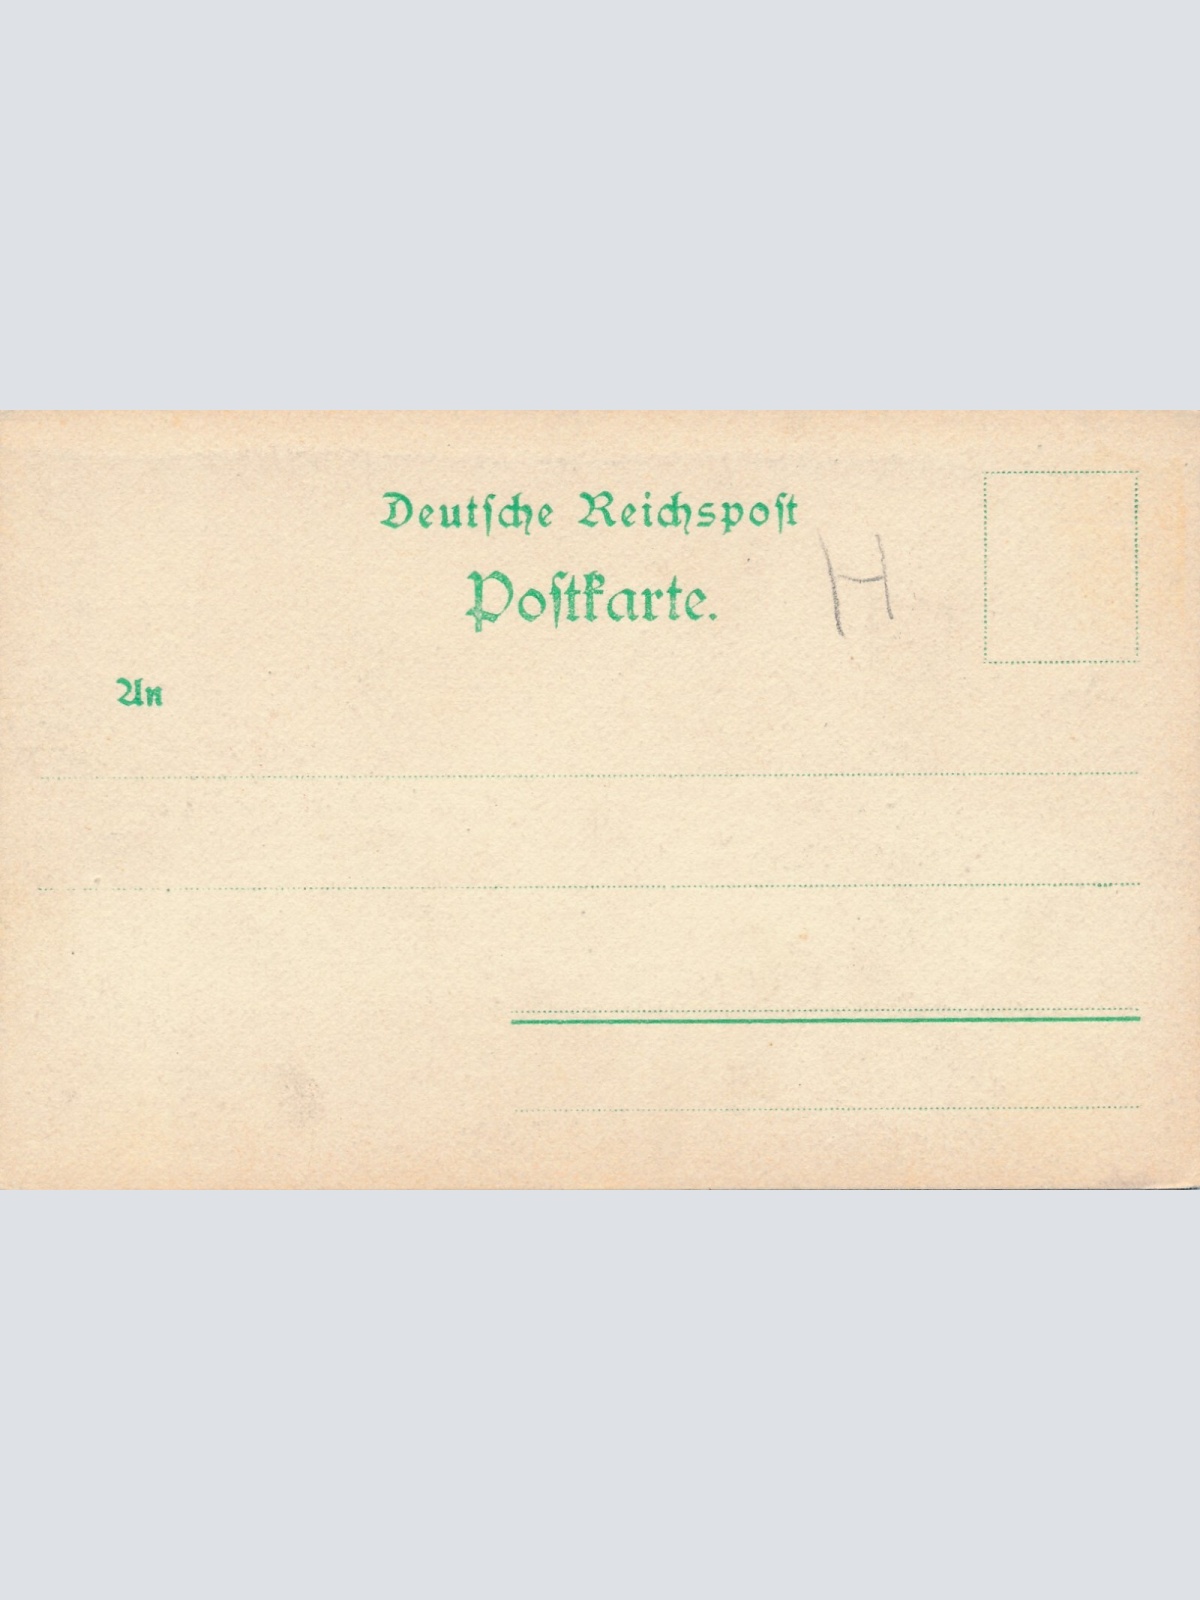 Deutſche Reichspoſt
Poſtkarte.
H
An